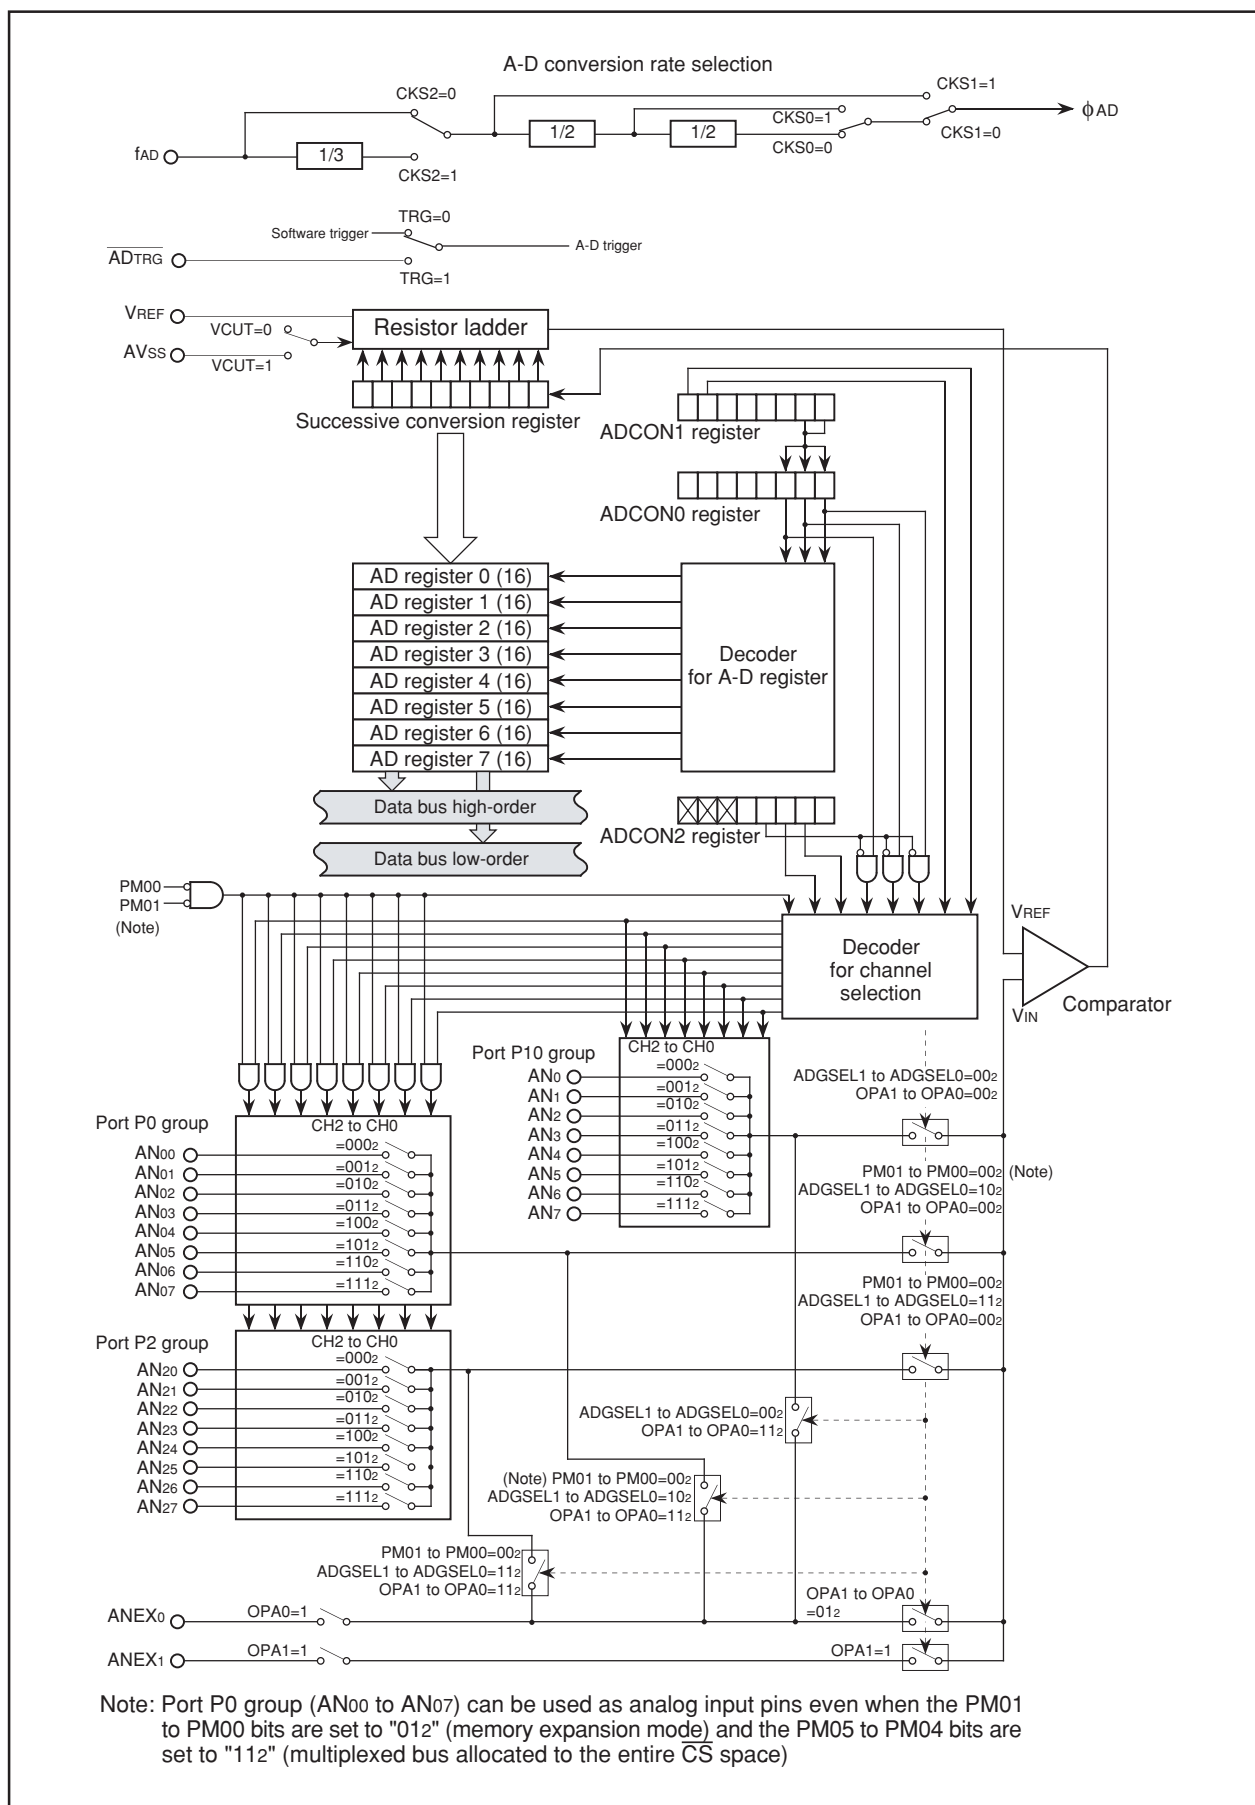 A-D conversion rate selection
CKS2=0
CKS1=1
CKS0=1
ϕAD
1/2
1/2
CKS1=0
CKS0=0
fAD
1/3
CKS2=1
TRG=0
Software trigger
A-D trigger
ADTRG
TRG=1
VREF
VCUT=0
Resistor ladder
AVSS
VCUT=1
Successive conversion register
ADCON1 register
ADCON0 register
AD register 0 (16)
AD register 1 (16)
AD register 2 (16)
AD register 3 (16)
AD register 4 (16)
AD register 5 (16)
AD register 6 (16)
AD register 7 (16)
Decoder
for A-D register
Data bus high-order
ADCON2 register
Data bus low-order
PM00
PM01
(Note)
VREF
Decoder
for channel
selection
Comparator
VIN
Port P10 group
CH2 to CH0
AN0 =0002
AN1 =0012
AN2 =0102
AN3 =0112
AN4 =1002
AN5 =1012
AN6 =1102
AN7 =1112
ADGSEL1 to ADGSEL0=002
OPA1 to OPA0=002
Port P0 group
CH2 to CH0
AN00 =0002
AN01 =0012
AN02 =0102
AN03 =0112
AN04 =1002
AN05 =1012
AN06 =1102
AN07 =1112
PM01 to PM00=002 (Note)
ADGSEL1 to ADGSEL0=102
OPA1 to OPA0=002
PM01 to PM00=002
ADGSEL1 to ADGSEL0=112
OPA1 to OPA0=002
Port P2 group
CH2 to CH0
AN20 =0002
AN21 =0012
AN22 =0102
AN23 =0112
AN24 =1002
AN25 =1012
AN26 =1102
AN27 =1112
ADGSEL1 to ADGSEL0=002
OPA1 to OPA0=112
(Note) PM01 to PM00=002
ADGSEL1 to ADGSEL0=102
OPA1 to OPA0=112
PM01 to PM00=002
ADGSEL1 to ADGSEL0=112
OPA1 to OPA0=112
ANEX0
OPA0=1
OPA1 to OPA0
=012
ANEX1
OPA1=1
OPA1=1
Note: Port P0 group (AN00 to AN07) can be used as analog input pins even when the PM01
to PM00 bits are set to "012" (memory expansion mode) and the PM05 to PM04 bits are
set to "112" (multiplexed bus allocated to the entire CS space)